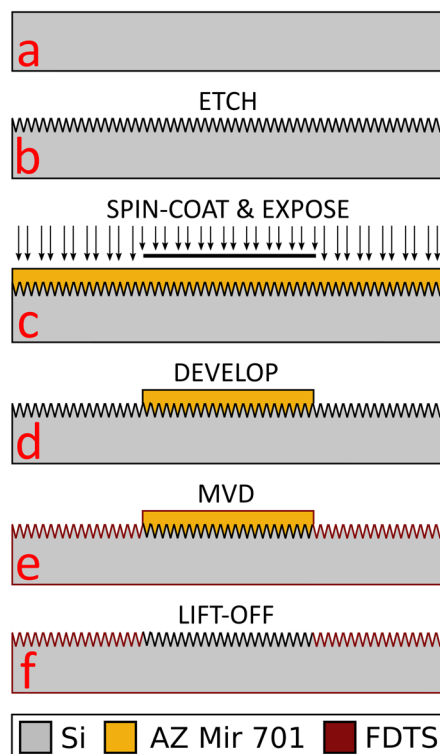 a
ETCH
b
SPIN-COAT & EXPOSE
c
DEVELOP
d
MVD
e
LIFT-OFF
f
Si AZ Mir 701 FDTS